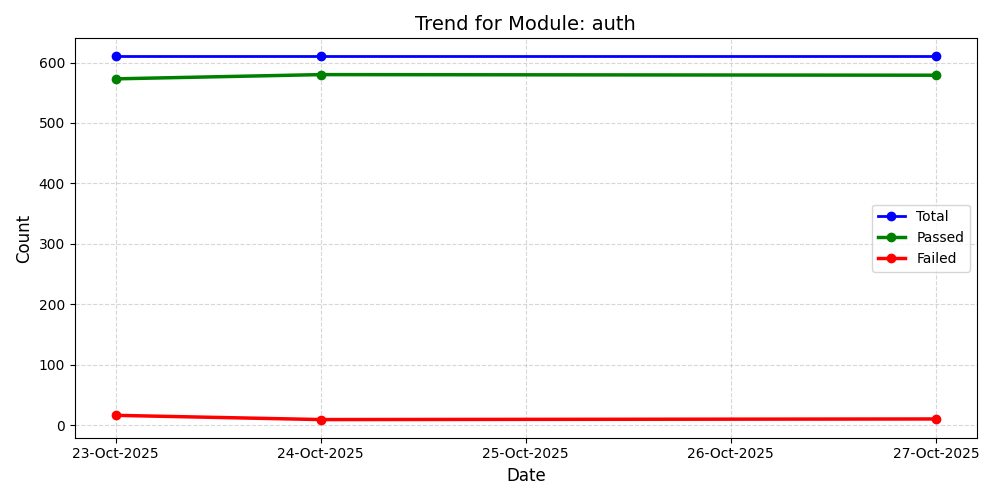 Trend for Module: auth
Count
600
500
400
300
200
100
0
Total
Passed
Failed
23-Oct-2025
24-Oct-2025
25-Oct-2025
26-Oct-2025
27-Oct-2025
Date